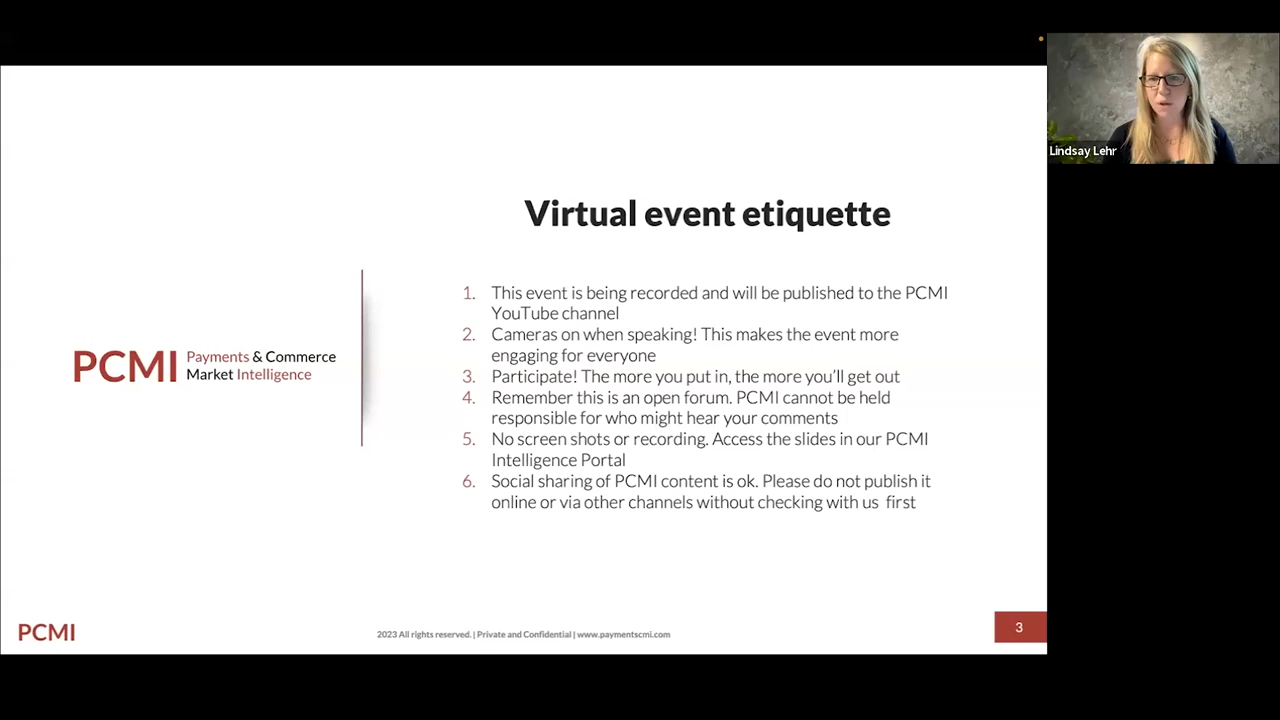 Lindsay Lehr
Virtual event etiquette
1. This event is being recorded and will be published to the PCMI
YouTube channel
2. Cameras on when speaking! This makes the event more
engaging for everyone
3. Participate! The more you put in, the more you'll get out
4. Remember this is an open forum. PCMI cannot be held
responsible for who might hear your comments
5. No screen shots or recording. Access the slides in our PCMI
Intelligence Portal
6. Social sharing of PCMI content is ok. Please do not publish it
online or via other channels without checking with us  first
PCMI
Payments & Commerce
Market Intelligence
PCMI
2023 All rights reserved. | Private and Confidential | www.paymentscmi.com
3